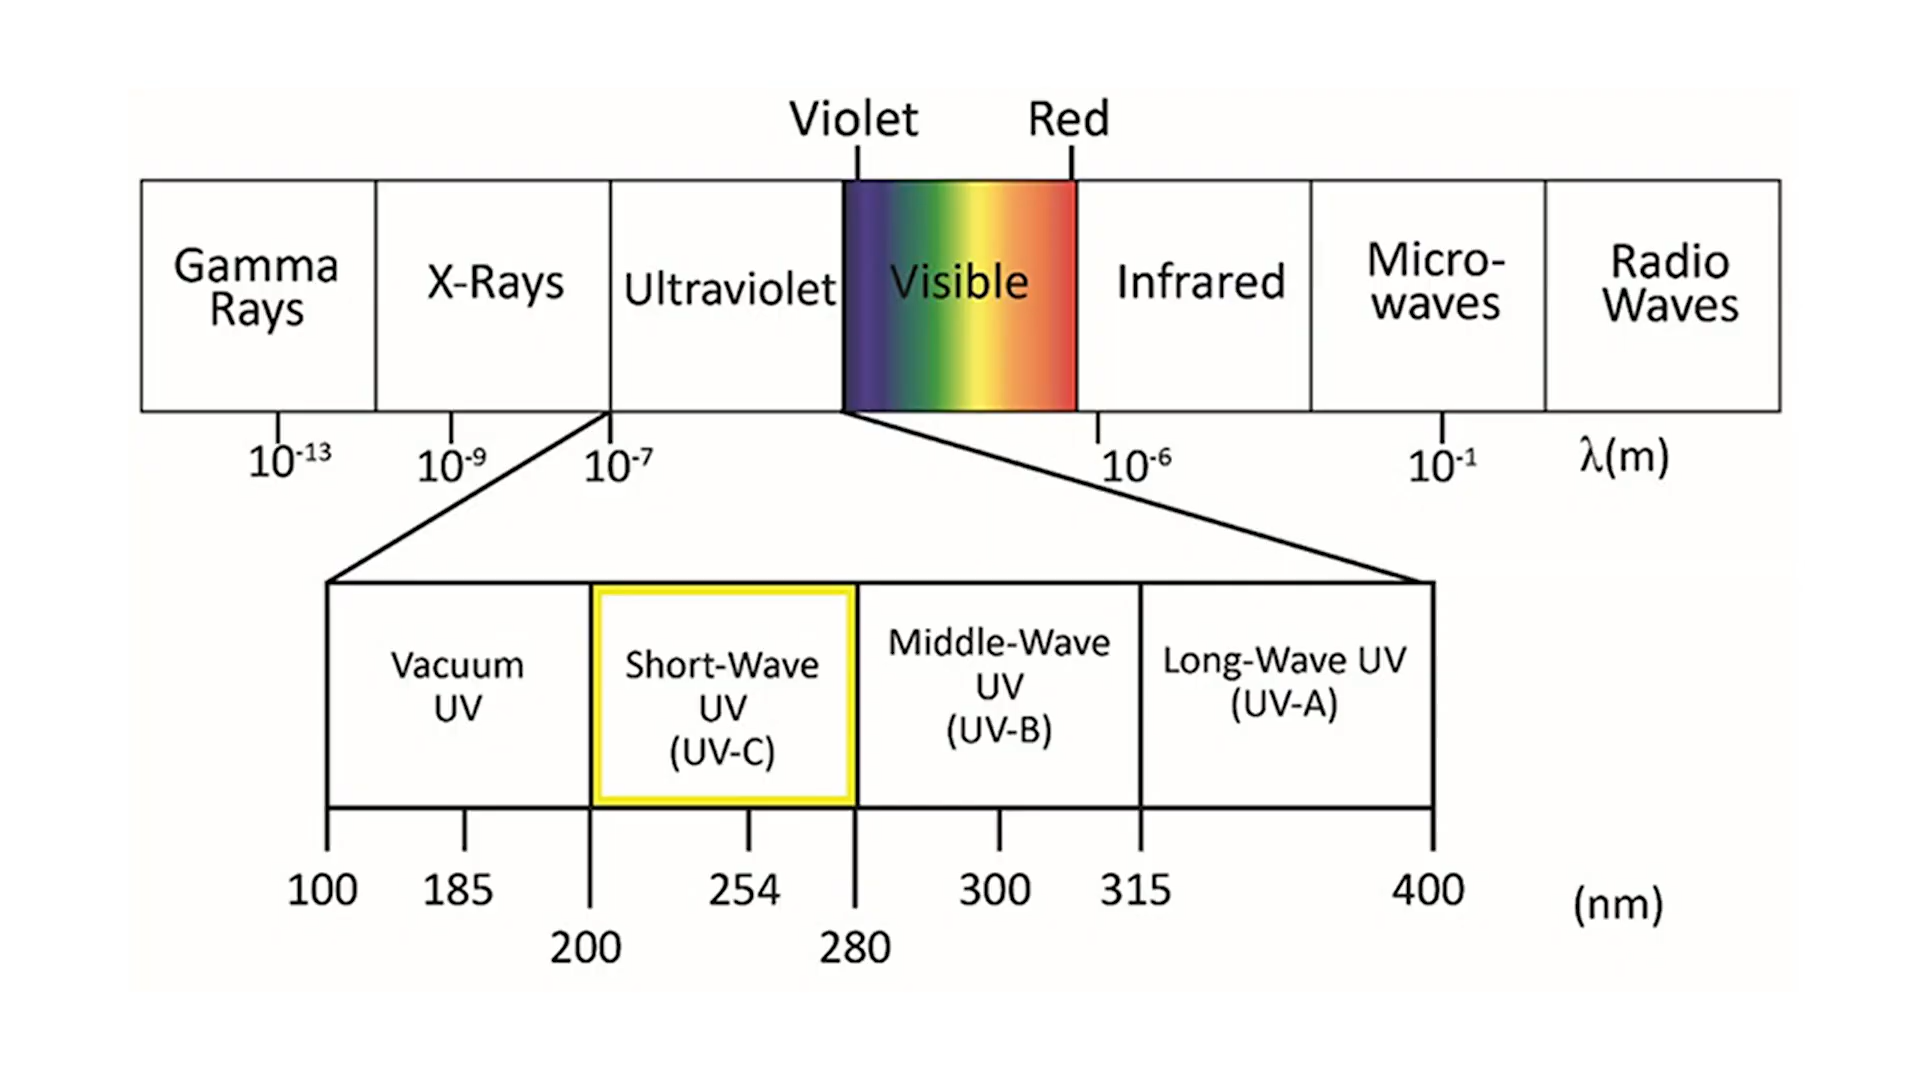 Violet Red
Gamma
Rays
X-Rays
Ultraviolet
Visible
Infrared
Micro-
waves
Radio
Waves
10-13 10-9 10-7 10-6 10-1 λ(m)
Vacuum
UV
Short-Wave
UV
(UV-C)
Middle-Wave
UV
(UV-B)
Long-Wave UV
(UV-A)
100 185 254 300 315 400 (nm)
200 280